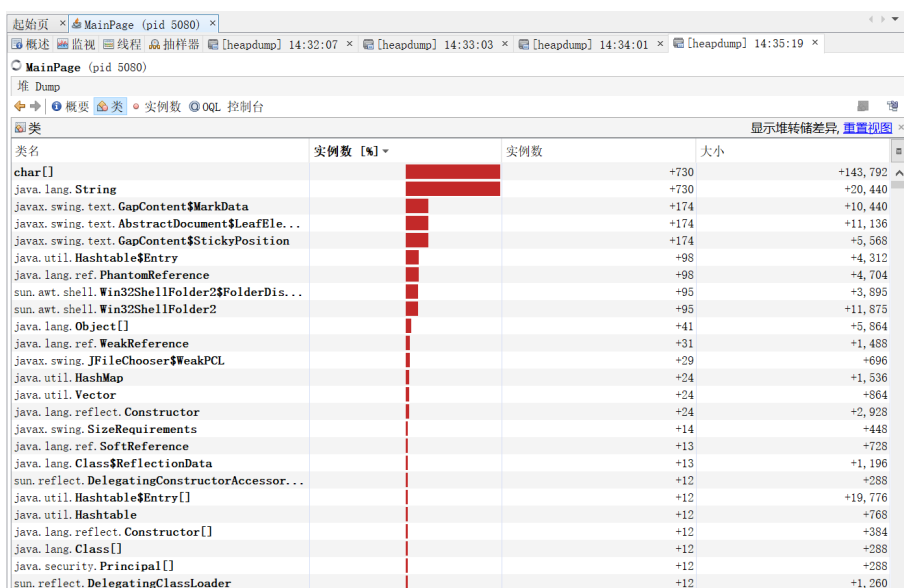 起始页 × MainPage (pid 5080) ×
概述 监视 线程 抽样器 [heapdump] 14:32:07 × [heapdump] 14:33:03 × [heapdump] 14:34:01 × [heapdump] 14:35:19 ×
MainPage (pid 5080)
堆 Dump
概要 类 实例数 OQL 控制台
类 显示堆转储差异, 重置视图 ×
类名 实例数 [%] 实例数 大小
char[] +730 +143,792
java.lang.String +730 +20,440
javax.swing.text.GapContent$MarkData +174 +10,440
javax.swing.text.AbstractDocument$LeafEle... +174 +11,136
javax.swing.text.GapContent$StickyPosition +174 +5,568
java.util.Hashtable$Entry +98 +4,312
java.lang.ref.PhantomReference +98 +4,704
sun.awt.shell.Win32ShellFolder2$FolderDis... +95 +3,895
sun.awt.shell.Win32ShellFolder2 +95 +11,875
java.lang.Object[] +41 +5,864
java.lang.ref.WeakReference +31 +1,488
javax.swing.JFileChooser$WeakPCL +29 +696
java.util.HashMap +24 +1,536
java.util.Vector +24 +864
java.lang.reflect.Constructor +24 +2,928
javax.swing.SizeRequirements +14 +448
java.lang.ref.SoftReference +13 +728
java.lang.Class$ReflectionData +13 +1,196
sun.reflect.DelegatingConstructorAccessor... +12 +288
java.util.Hashtable$Entry[] +12 +19,776
java.util.Hashtable +12 +768
java.lang.reflect.Constructor[] +12 +384
java.lang.Class[] +12 +288
java.security.Principal[] +12 +288
sun.reflect.DelegatingClassLoader +12 +1,260